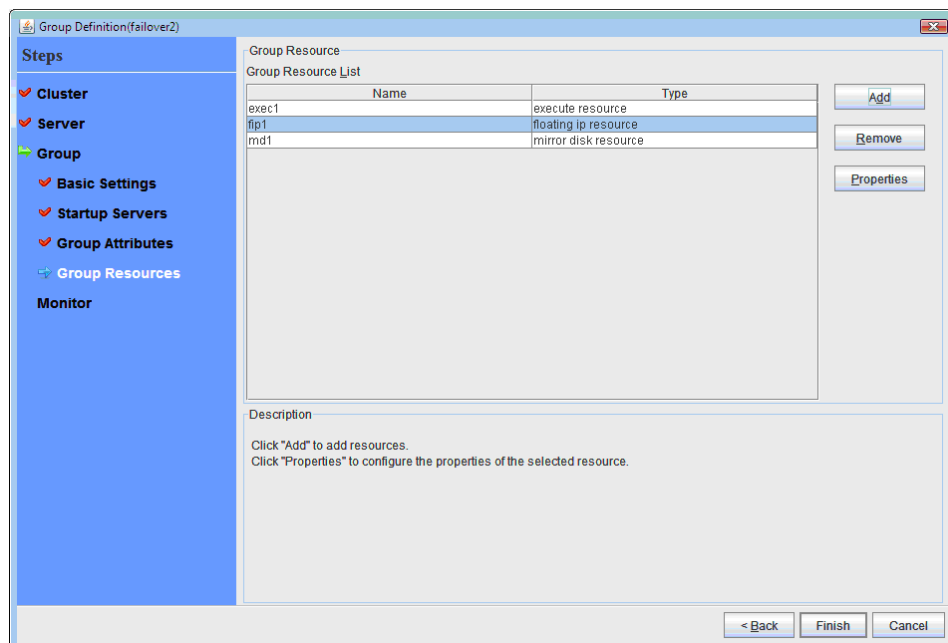 Group Definition(failover2)
Steps
Cluster
Server
Group
Basic Settings
Startup Servers
Group Attributes
Group Resources
Monitor
Group Resource
Group Resource List
Name Type
exec1 execute resource
fip1 floating ip resource
md1 mirror disk resource
Add
Remove
Properties
Description
Click "Add" to add resources.
Click "Properties" to configure the properties of the selected resource.
< Back Finish Cancel